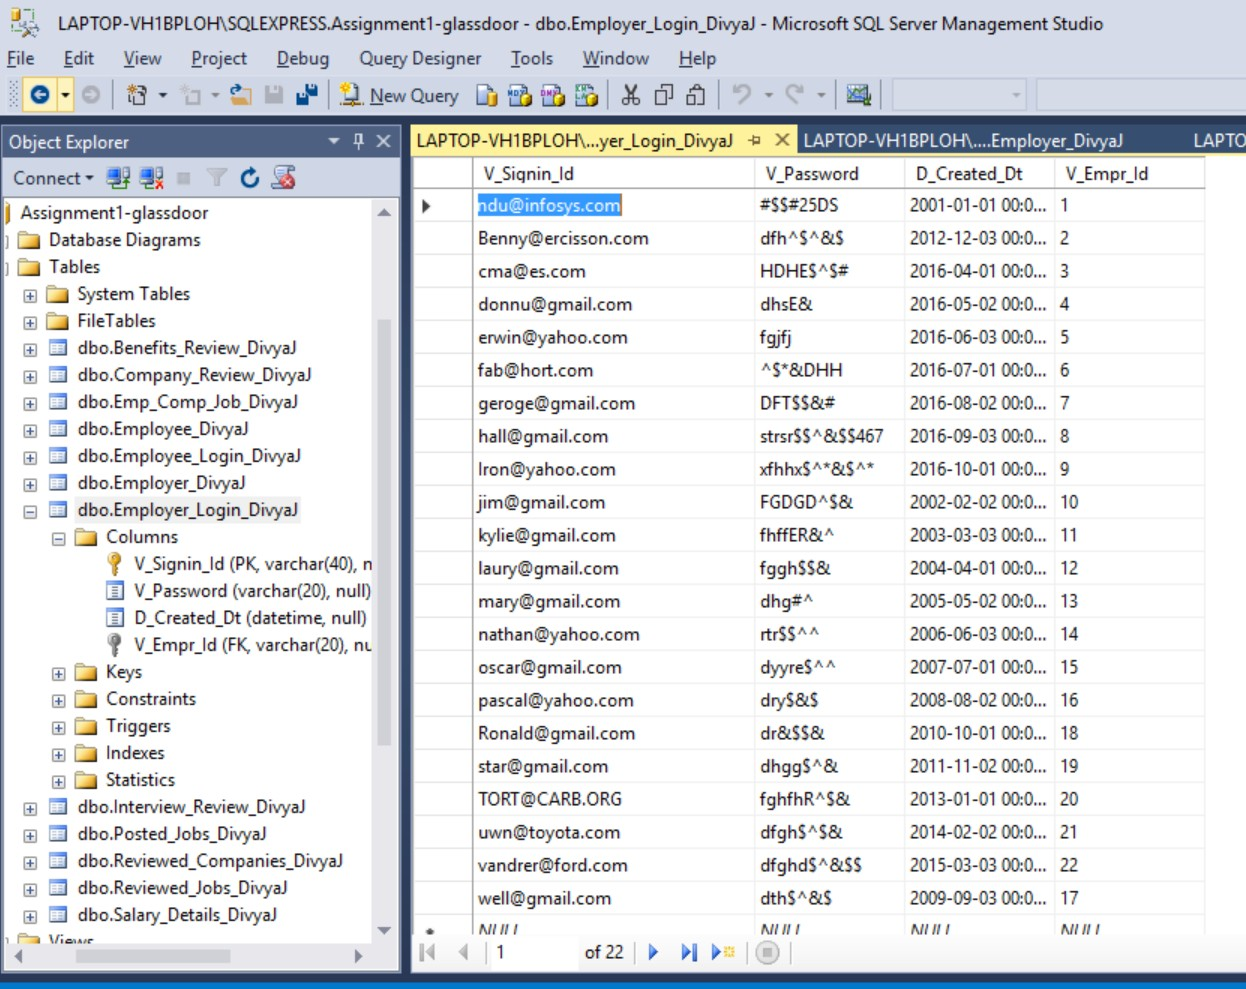 LAPTOP-VH1BPLOH\SQLEXPRESS.Assignment1-glassdoor - dbo.Employer_Login_DivyaJ - Microsoft SQL Server Management Studio
File Edit View Project Debug Query Designer Tools Window Help
New Query
Object Explorer
Connect
Assignment1-glassdoor
Database Diagrams
Tables
System Tables
FileTables
dbo.Benefits_Review_DivyaJ
dbo.Company_Review_DivyaJ
dbo.Emp_Comp_Job_DivyaJ
dbo.Employee_DivyaJ
dbo.Employee_Login_DivyaJ
dbo.Employer_DivyaJ
dbo.Employer_Login_DivyaJ
Columns
V_Signin_Id (PK, varchar(40), n
V_Password (varchar(20), null)
D_Created_Dt (datetime, null)
V_Empr_Id (FK, varchar(20), nu
Keys
Constraints
Triggers
Indexes
Statistics
dbo.Interview_Review_DivyaJ
dbo.Posted_Jobs_DivyaJ
dbo.Reviewed_Companies_DivyaJ
dbo.Reviewed_Jobs_DivyaJ
dbo.Salary_Details_DivyaJ
Views
LAPTOP-VH1BPLOH\...yer_Login_DivyaJ LAPTOP-VH1BPLOH\....Employer_DivyaJ LAPTO
V_Signin_Id V_Password D_Created_Dt V_Empr_Id
ndu@infosys.com #$$#25DS 2001-01-01 00:0... 1
Benny@ercisson.com dfh^$^&$ 2012-12-03 00:0... 2
cma@es.com HDHE$^$# 2016-04-01 00:0... 3
donnu@gmail.com dhsE& 2016-05-02 00:0... 4
erwin@yahoo.com fgjfj 2016-06-03 00:0... 5
fab@hort.com ^$*&DHH 2016-07-01 00:0... 6
geroge@gmail.com DFT$$&# 2016-08-02 00:0... 7
hall@gmail.com strsr$$^&$$467 2016-09-03 00:0... 8
Iron@yahoo.com xfhhx$^*&$^* 2016-10-01 00:0... 9
jim@gmail.com FGDGD^$& 2002-02-02 00:0... 10
kylie@gmail.com fhffER&^ 2003-03-03 00:0... 11
laury@gmail.com fggh$$& 2004-04-01 00:0... 12
mary@gmail.com dhg#^ 2005-05-02 00:0... 13
nathan@yahoo.com rtr$$^^ 2006-06-03 00:0... 14
oscar@gmail.com dyyre$^^ 2007-07-01 00:0... 15
pascal@yahoo.com dry$&$ 2008-08-02 00:0... 16
Ronald@gmail.com dr&$$& 2010-10-01 00:0... 18
star@gmail.com dhgg$^& 2011-11-02 00:0... 19
TORT@CARB.ORG fghfhR^$& 2013-01-01 00:0... 20
uwn@toyota.com dfgh$^$& 2014-02-02 00:0... 21
vandrer@ford.com dfghd$^&$$ 2015-03-03 00:0... 22
well@gmail.com dth$^&$ 2009-09-03 00:0... 17
NULL NULL NULL NULL
1 of 22